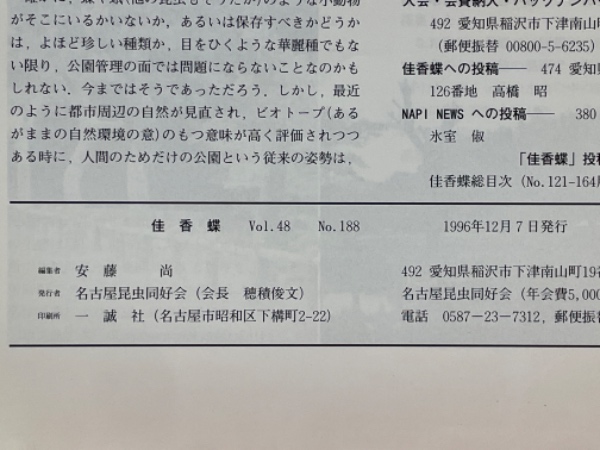 がそこにいるかいないか，あるいは保存すべきかどうか
は，よほど珍しい種類か，目をひくような華麗種でもな
い限り，公園管理の面では問題にならないことなのかも
しれない．今まではそうであっただろう．しかし，最近
のように都市周辺の自然が見直され，ビオトープ(ある
がままの自然環境の意)のもつ意味が高く評価されつつ
ある時に，人間のためだけの公園という従来の姿勢は，
492 愛知県稲沢市下津南山町
(郵便振替 00800-5-6235)
佳香蝶への投稿―― 474 愛知県
126番地 高橋 昭
NAPI NEWS への投稿―― 380
氷室 俶
「佳香蝶」投稿
佳香蝶総目次 (No.121-164
佳 香 蝶 Vol.48 No.188 1996年12月7日発行
編集者 安 藤 尚
発行者 名古屋昆虫同好会 (会長 穂積俊文)
印刷所 一 誠 社 (名古屋市昭和区下構町2-22)
492 愛知県稲沢市下津南山町19番
名古屋昆虫同好会 (年会費5,00
電話 0587-23-7312, 郵便振替